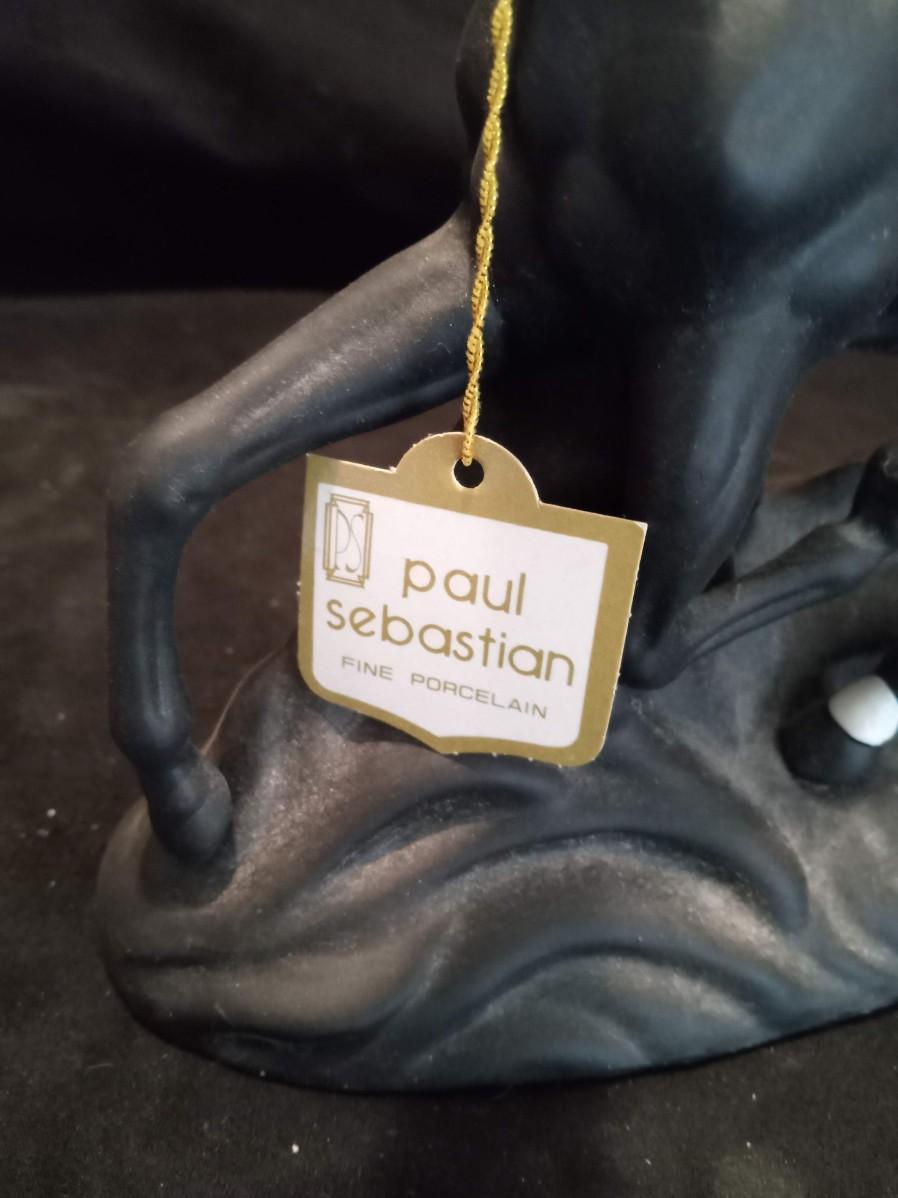 PS
paul
sebastian
FINE PORCELAIN